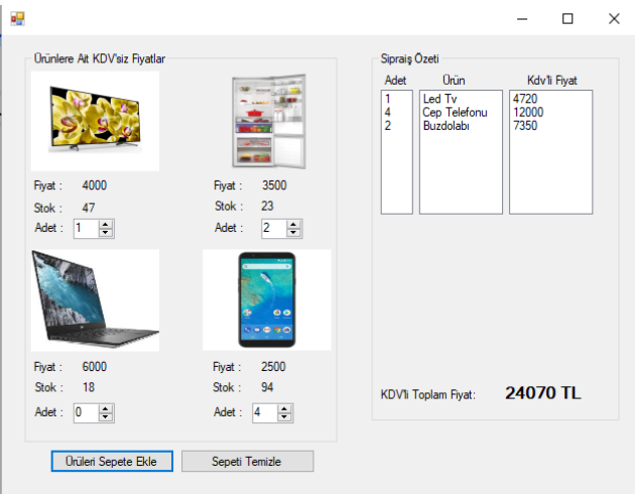 Ürünlere Ait KDV'siz Fiyatlar
Fiyat : 4000
Stok : 47
Adet : 1
Fiyat : 3500
Stok : 23
Adet : 2
Fiyat : 6000
Stok : 18
Adet : 0
Fiyat : 2500
Stok : 94
Adet : 4
Ürüleri Sepete Ekle
Sepeti Temizle
Sipraiş Özeti
Adet Ürün Kdv'li Fiyat
1 Led Tv 4720
4 Cep Telefonu 12000
2 Buzdolabı 7350
KDV'li Toplam Fiyat: 24070 TL